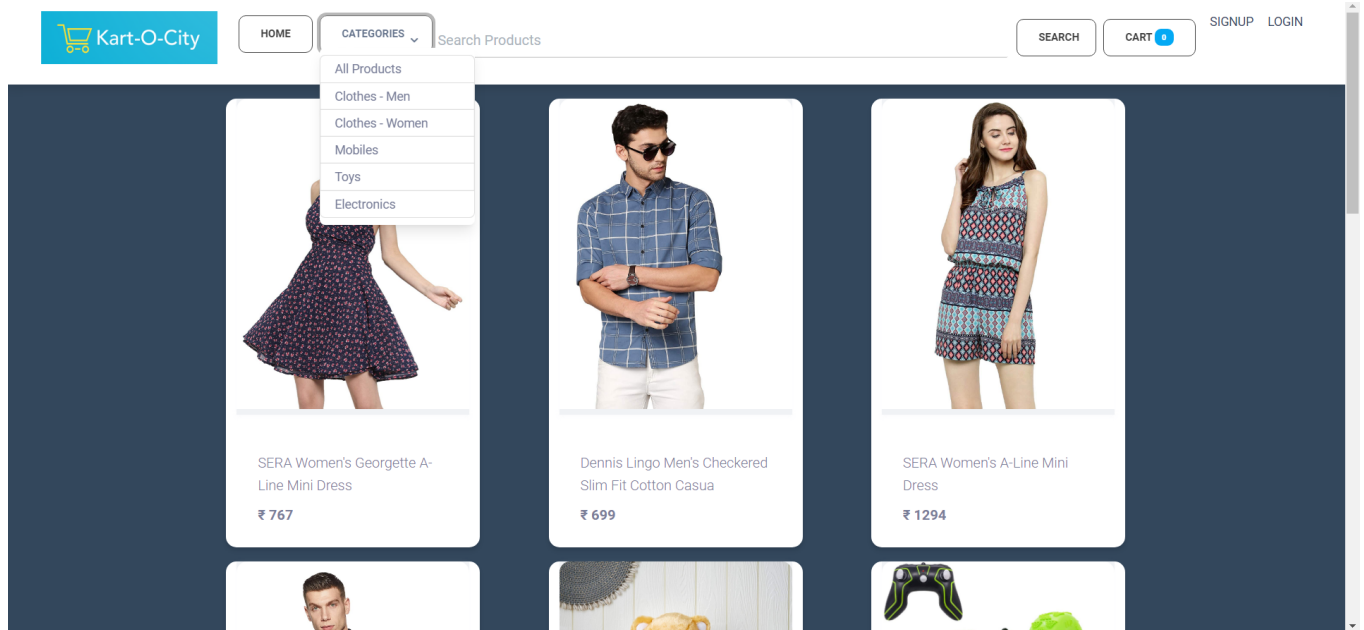 Kart-O-City
HOME
CATEGORIES
Search Products
SEARCH
CART 0
SIGNUP
LOGIN
All Products
Clothes - Men
Clothes - Women
Mobiles
Toys
Electronics
SERA Women's Georgette A-
Line Mini Dress
₹ 767
Dennis Lingo Men's Checkered
Slim Fit Cotton Casua
₹ 699
SERA Women's A-Line Mini
Dress
₹ 1294